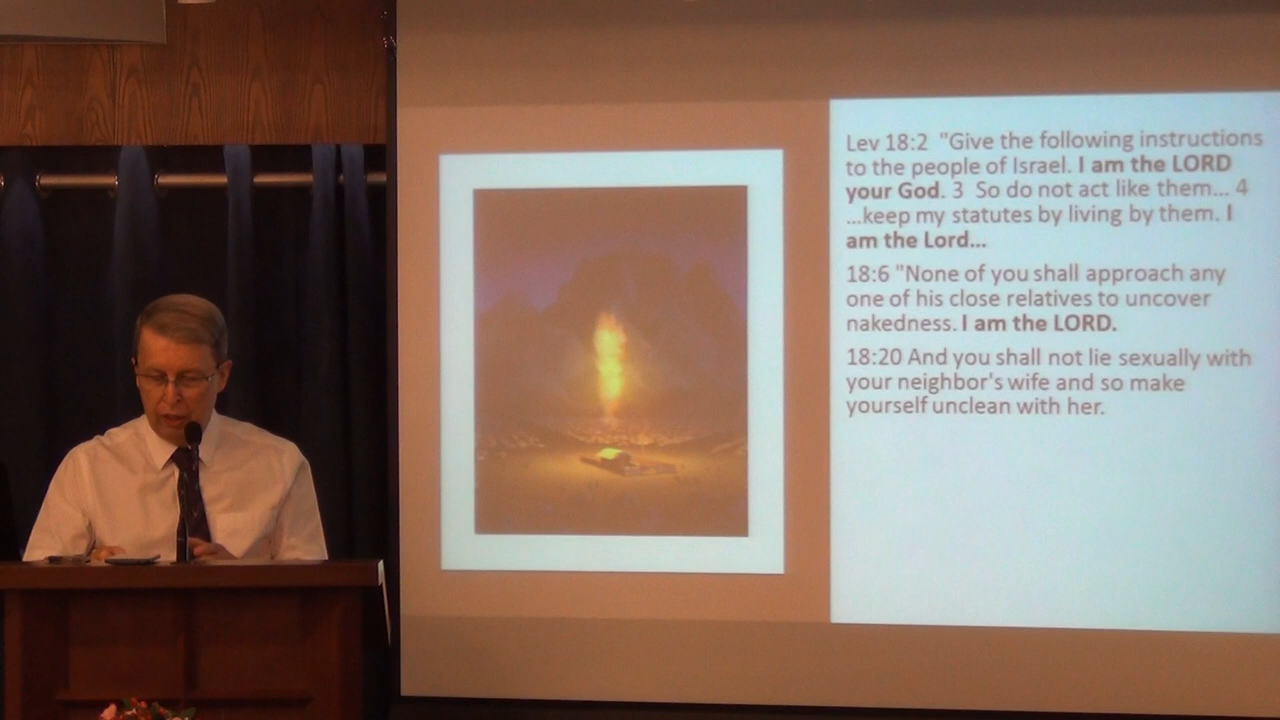 Lev 18:2  "Give the following instructions
to the people of Israel. I am the LORD
your God. 3  So do not act like them... 4
...keep my statutes by living by them. I
am the Lord...
18:6 "None of you shall approach any
one of his close relatives to uncover
nakedness. I am the LORD.
18:20 And you shall not lie sexually with
your neighbor's wife and so make
yourself unclean with her.